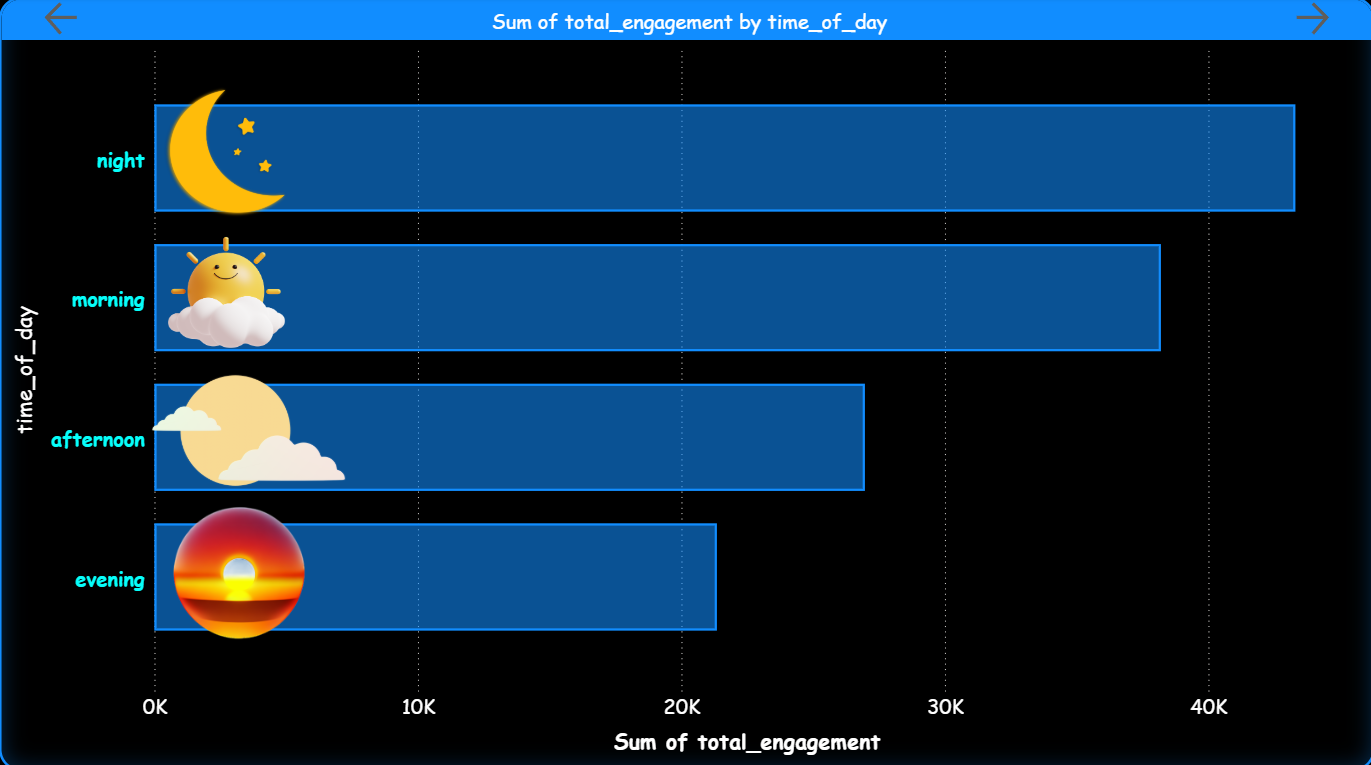 Sum of total_engagement by time_of_day
night
morning
afternoon
evening
time_of_day
0K
10K
20K
30K
40K
Sum of total_engagement